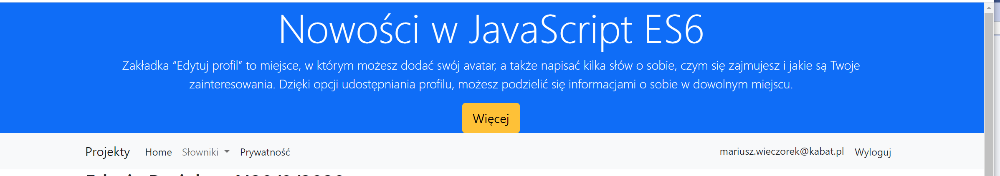 Nowości w JavaScript ES6
Zakładka “Edytuj profil” to miejsce, w którym możesz dodać swój avatar, a także napisać kilka słów o sobie, czym się zajmujesz i jakie są Twoje
zainteresowania. Dzięki opcji udostępniania profilu, możesz podzielić się informacjami o sobie w dowolnym miejscu.
Więcej
Projekty Home Słowniki Prywatność mariusz.wieczorek@kabat.pl Wyloguj